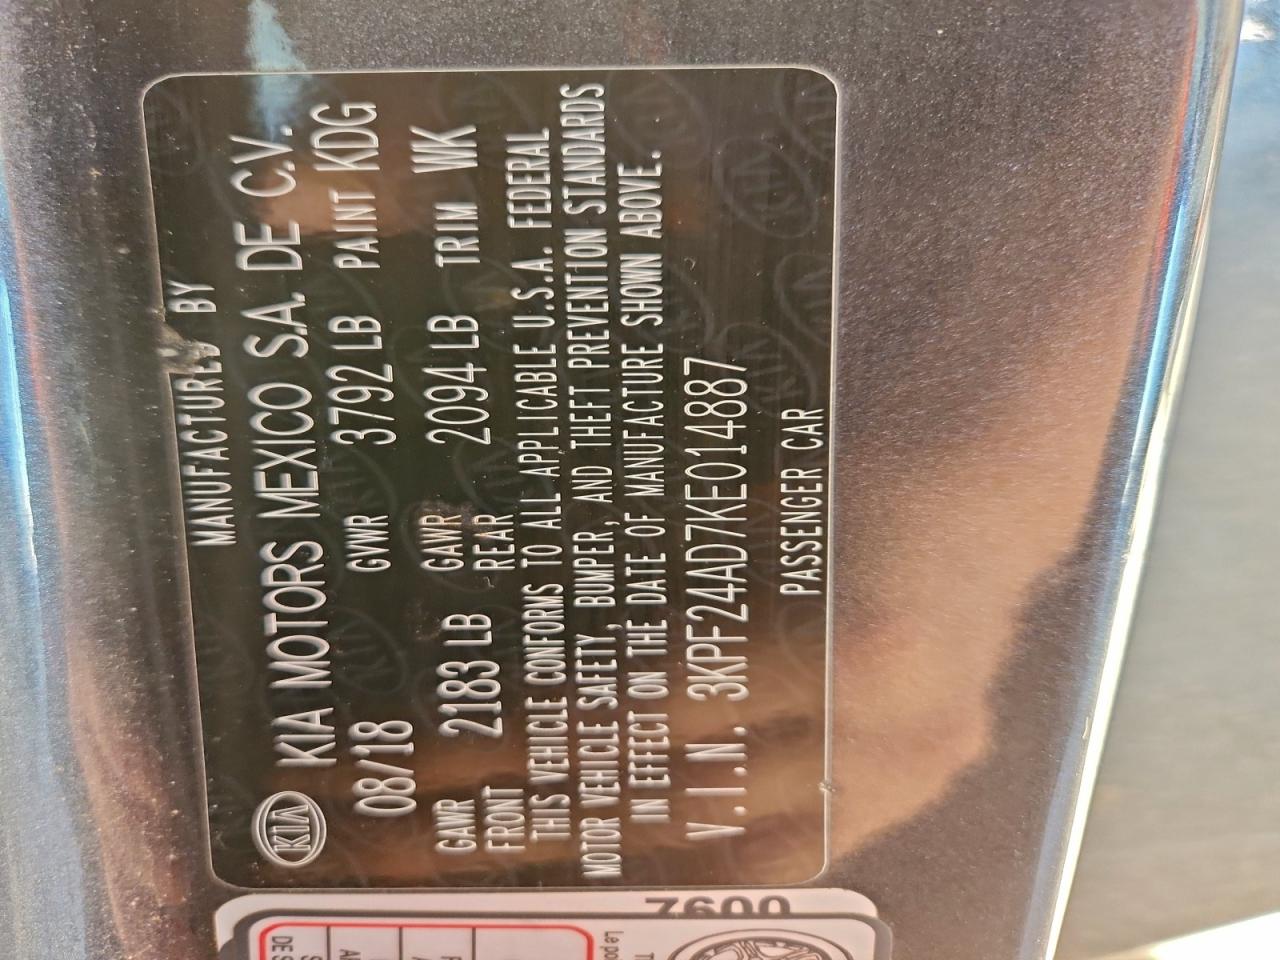 MANUFACTURED BY
KIA KIA MOTORS MEXICO S.A. DE C.V.
08/18 GVWR 3792 LB PAINT KDG
GAWR FRONT 2183 LB GAWR REAR 2094 LB TRIM WK
THIS VEHICLE CONFORMS TO ALL APPLICABLE U.S.A. FEDERAL
MOTOR VEHICLE SAFETY, BUMPER, AND THEFT PREVENTION STANDARDS
IN EFFECT ON THE DATE OF MANUFACTURE SHOWN ABOVE.
V.I.N. 3KPF24AD7KE014887
PASSENGER CAR